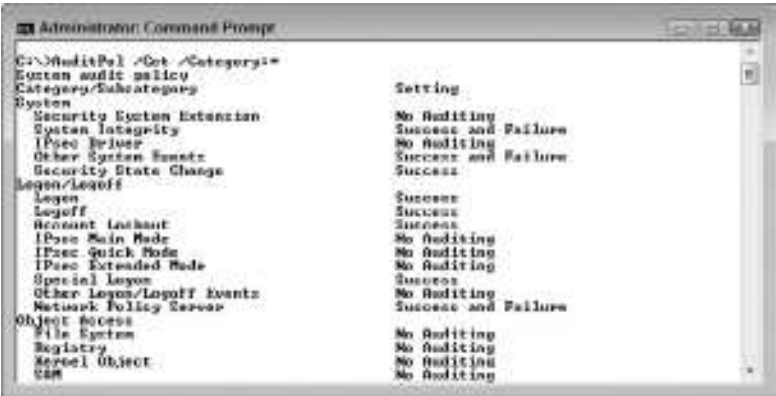 Administrator: Command Prompt
C:\>AuditPol /Get /Category:*
System audit policy
Category/Subcategory Setting
System
Security System Extension No Auditing
System Integrity Success and Failure
IPsec Driver No Auditing
Other System Events Success and Failure
Security State Change Success
Logon/Logoff
Logon Success
Logoff Success
Account Lockout Success
IPsec Main Mode No Auditing
IPsec Quick Mode No Auditing
IPsec Extended Mode No Auditing
Special Logon Success
Other Logon/Logoff Events No Auditing
Network Policy Server Success and Failure
Object Access
File System No Auditing
Registry No Auditing
Kernel Object No Auditing
SAM No Auditing